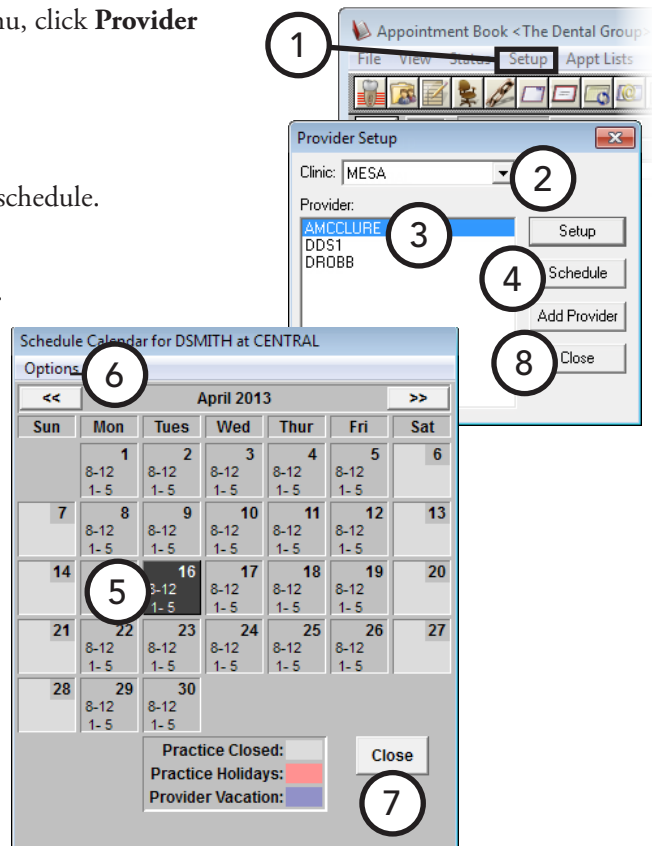 nu, click Provider
schedule.
.
1
Appointment Book <The Dental Group>
File View Status Setup Appt Lists
Provider Setup
Clinic: MESA
2
Provider:
AMCCLURE
DDS1
DROBB
3
Setup
4
Schedule
Add Provider
8
Close
Schedule Calendar for DSMITH at CENTRAL
Options
6
<< April 2013 >>
Sun Mon Tues Wed Thur Fri Sat
1 2 3 4 5 6
8-12 8-12 8-12 8-12 8-12
1- 5 1- 5 1- 5 1- 5 1- 5
7 8 9 10 11 12 13
8-12 8-12 8-12 8-12 8-12
1- 5 1- 5 1- 5 1- 5 1- 5
14 16 17 18 19 20
5 8-12 8-12 8-12 8-12
1- 5 1- 5 1- 5 1- 5
21 22 23 24 25 26 27
8-12 8-12 8-12 8-12 8-12
1- 5 1- 5 1- 5 1- 5 1- 5
28 29 30
8-12 8-12
1- 5 1- 5
Practice Closed:
Practice Holidays:
Provider Vacation:
Close
7